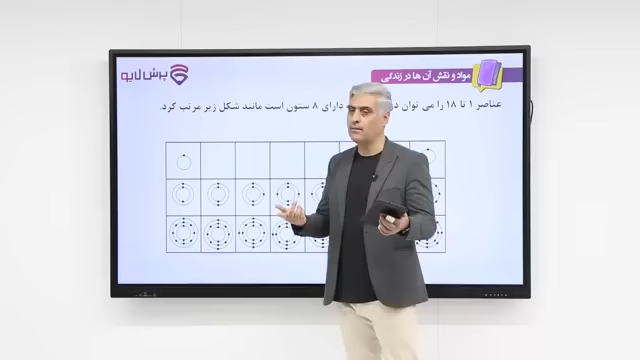 مواد و نقش آن ها در زندگی
پرش لایو
عناصر ۱ تا ۱۸ را می توان د دارای ۸ ستون است مانند شکل زیر مرتب کرد.